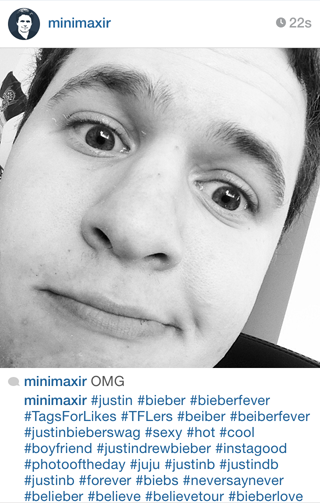 minimaxir 22s
minimaxir OMG
minimaxir #justin #bieber #bieberfever
#TagsForLikes #TFLers #beiber #beiberfever
#justinbieberswag #sexy #hot #cool
#boyfriend #justindrewbieber #instagood
#photooftheday #juju #justinb #justindb
#justinb #forever #biebs #neversaynever
#belieber #believe #believetour #bieberlove